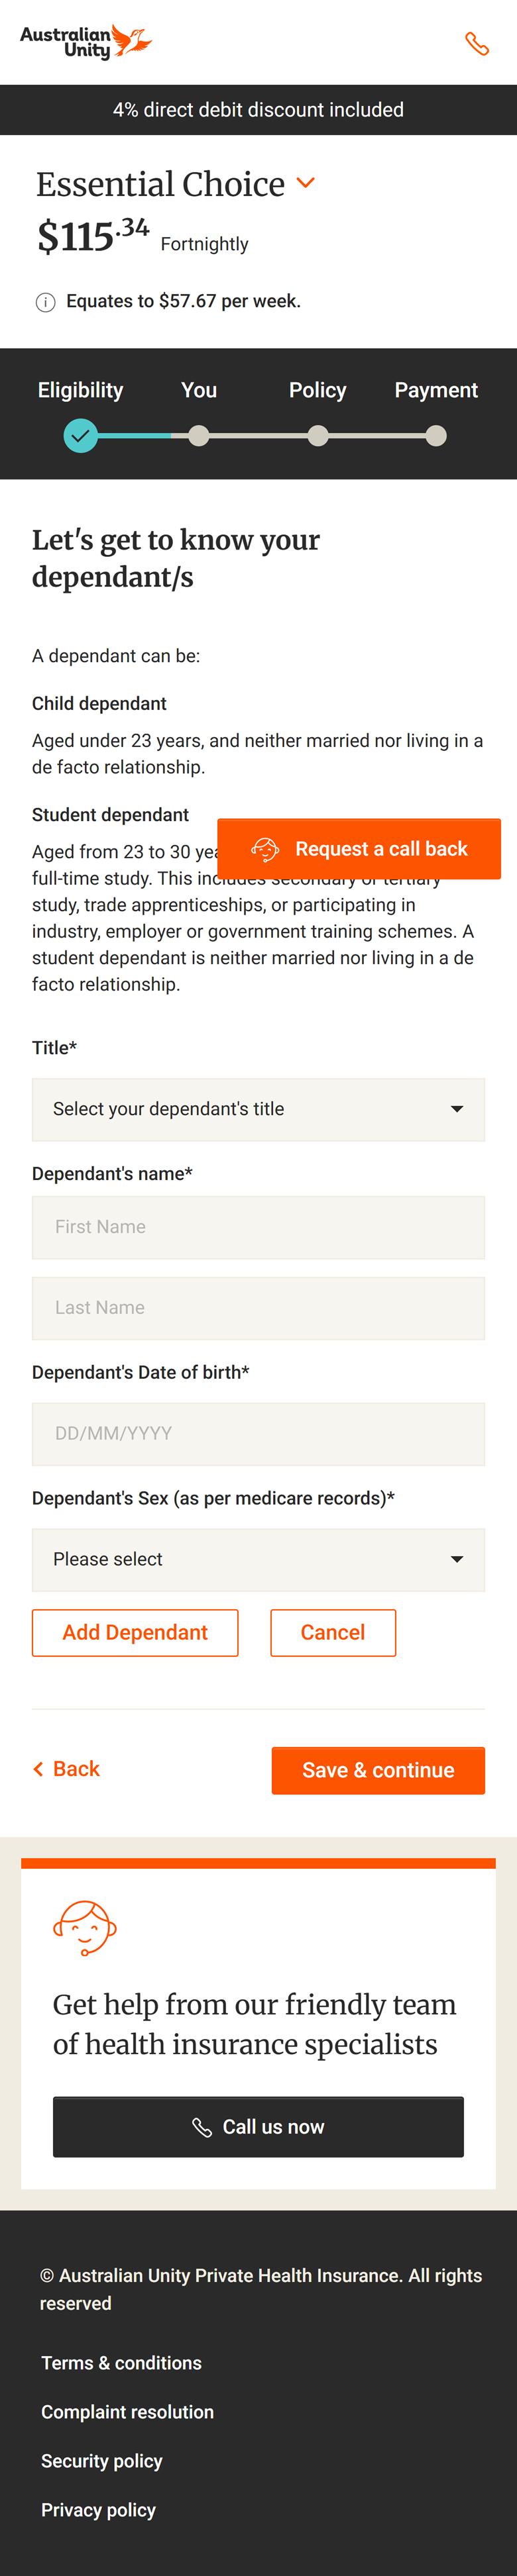 Australian
Unity
4% direct debit discount included
Essential Choice
$115.34 Fortnightly
Equates to $57.67 per week.
Eligibility You Policy Payment
Let's get to know your
dependant/s
A dependant can be:
Child dependant
Aged under 23 years, and neither married nor living in a
de facto relationship.
Student dependant
Request a call back
Aged from 23 to 30
full-time study. This includes secondary or tertiary
study, trade apprenticeships, or participating in
industry, employer or government training schemes. A
student dependant is neither married nor living in a de
facto relationship.
Title*
Select your dependant's title
Dependant's name*
First Name
Last Name
Dependant's Date of birth*
DD/MM/YYYY
Dependant's Sex (as per medicare records)*
Please select
Add Dependant Cancel
Back Save & continue
Get help from our friendly team
of health insurance specialists
Call us now
© Australian Unity Private Health Insurance. All rights
reserved
Terms & conditions
Complaint resolution
Security policy
Privacy policy